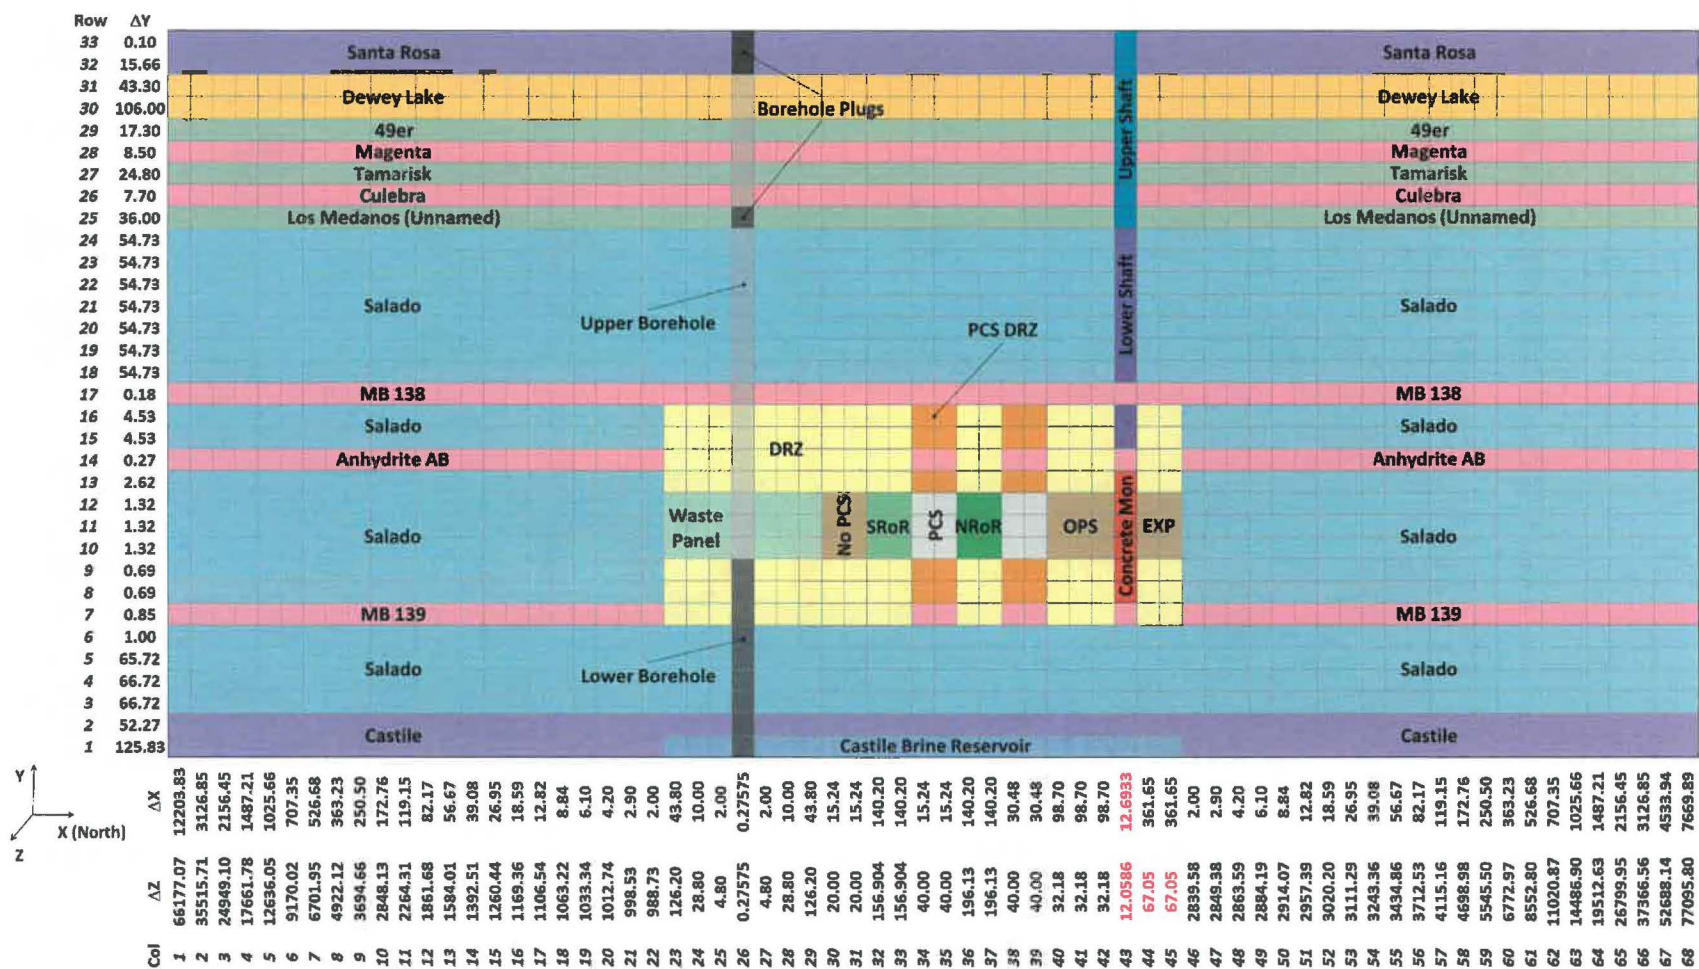 Row ΔY
33 0.10
32 15.66
31 43.30
30 106.00
29 17.30
28 8.50
27 24.80
26 7.70
25 36.00
24 54.73
23 54.73
22 54.73
21 54.73
20 54.73
19 54.73
18 54.73
17 0.18
16 4.53
15 4.53
14 0.27
13 2.62
12 1.32
11 1.32
10 1.32
9 0.69
8 0.69
7 0.85
6 1.00
5 65.72
4 66.72
3 66.72
2 52.27
1 125.83
Santa Rosa Santa Rosa
Dewey Lake Dewey Lake
Borehole Plugs
49er 49er
Magenta Magenta
Tamarisk Tamarisk
Culebra Culebra
Los Medanos (Unnamed) Los Medanos (Unnamed)
Upper Shaft
Salado Salado
Upper Borehole
Lower Shaft
PCS DRZ
MB 138 MB 138
Salado Salado
DRZ
Anhydrite AB Anhydrite AB
Waste
Panel
No PCS
SRoR
PCS
NRoR
OPS
Concrete Mon
EXP
Salado Salado
MB 139 MB 139
Salado Salado
Lower Borehole
Castile Castile
Castile Brine Reservoir
Y
X (North)
Z
ΔX 12203.83 3126.85 2156.45 1487.21 1025.66 707.35 526.68 363.23 250.50 172.76 119.15 82.17 56.67 39.08 26.95 18.59 12.82 8.84 6.10 4.20 2.90 2.00 43.80 10.00 2.00 0.27575 2.00 10.00 43.80 15.24 15.24 140.20 140.20 15.24 15.24 140.20 140.20 30.48 30.48 98.70 98.70 98.70 12.6933 361.65 361.65 2.00 2.90 4.20 6.10 8.84 12.82 18.59 26.95 39.08 56.67 82.17 119.15 172.76 250.50 363.23 526.68 707.35 1025.66 1487.21 2156.45 3126.85 4533.94 7669.89
ΔZ 66177.07 35515.71 24949.10 17661.78 12636.05 9170.02 6701.95 4922.12 3694.66 2848.13 2264.31 1861.68 1584.01 1392.51 1260.44 1169.36 1106.54 1063.22 1033.34 1012.74 998.53 988.73 126.20 28.80 4.80 0.27575 4.80 28.80 126.20 20.00 20.00 156.904 156.904 40.00 40.00 196.13 196.13 40.00 40.00 32.18 32.18 32.18 12.0586 67.05 67.05 2839.58 2849.38 2863.59 2884.19 2914.07 2957.39 3020.20 3111.29 3243.36 3434.86 3712.53 4115.16 4698.98 5545.50 6772.97 8552.80 11020.87 14486.90 19512.63 26799.95 37366.56 52688.14 77095.80
Col 1 2 3 4 5 6 7 8 9 10 11 12 13 14 15 16 17 18 19 20 21 22 23 24 25 26 27 28 29 30 31 32 33 34 35 36 37 38 39 40 41 42 43 44 45 46 47 48 49 50 51 52 53 54 55 56 57 58 59 60 61 62 63 64 65 66 67 68